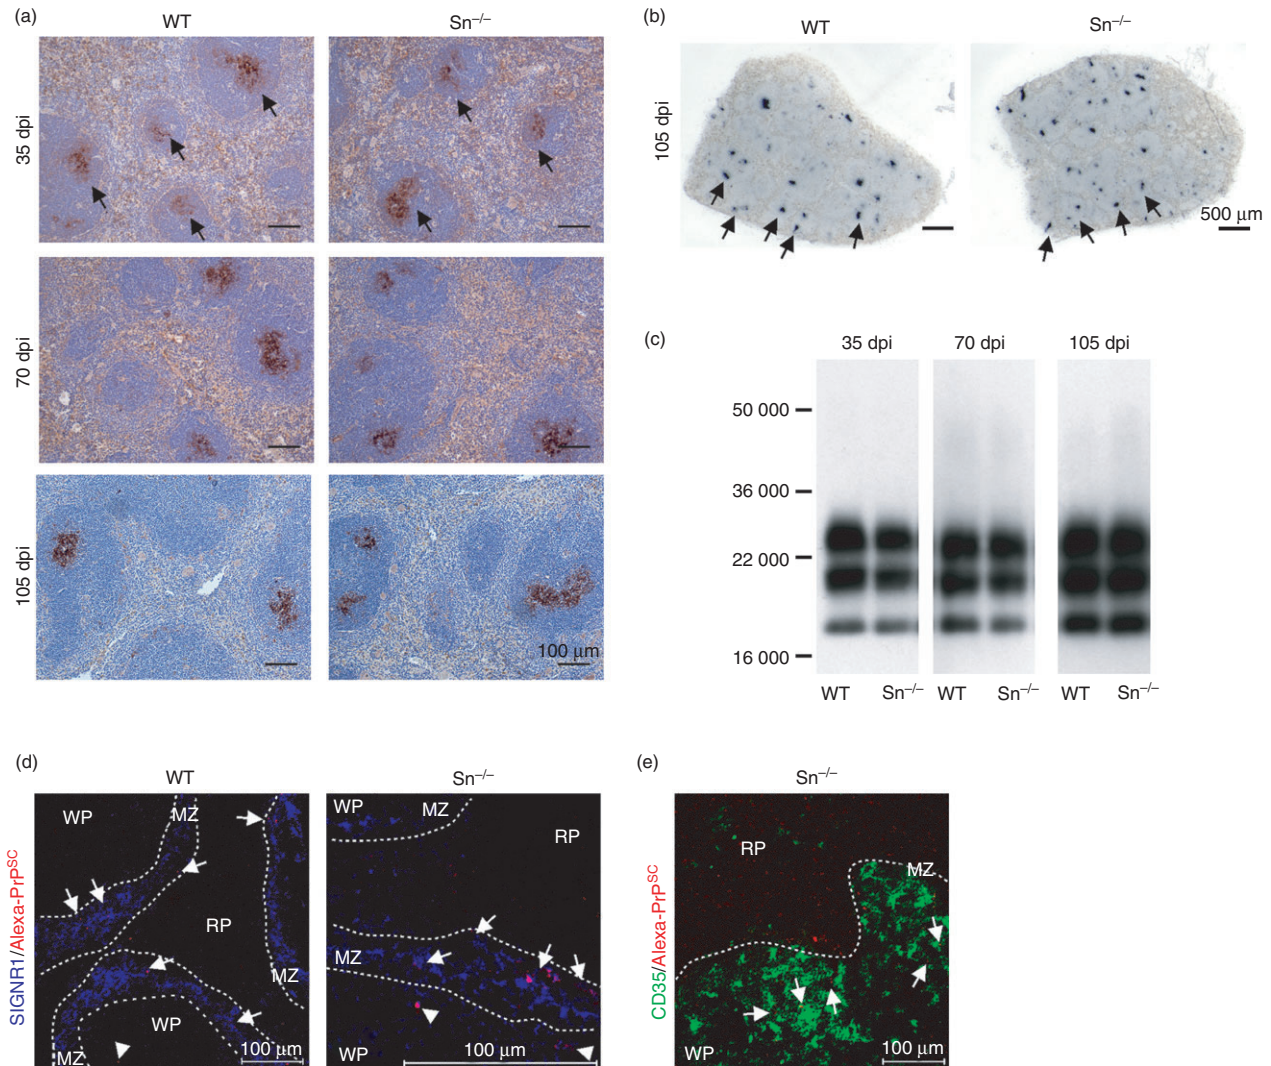 (a)
WT
Sn–/–
35 dpi
70 dpi
105 dpi
100 µm
(b)
WT
Sn–/–
105 dpi
500 µm
(c)
35 dpi
70 dpi
105 dpi
50 000
36 000
22 000
16 000
WT
Sn–/–
WT
Sn–/–
WT
Sn–/–
(d)
WT
Sn–/–
SIGNR1/Alexa-PrPSC
WP
MZ
RP
MZ
WP
MZ
100 µm
WP
MZ
RP
MZ
WP
100 µm
(e)
Sn–/–
CD35/Alexa-PrPSC
RP
MZ
WP
100 µm